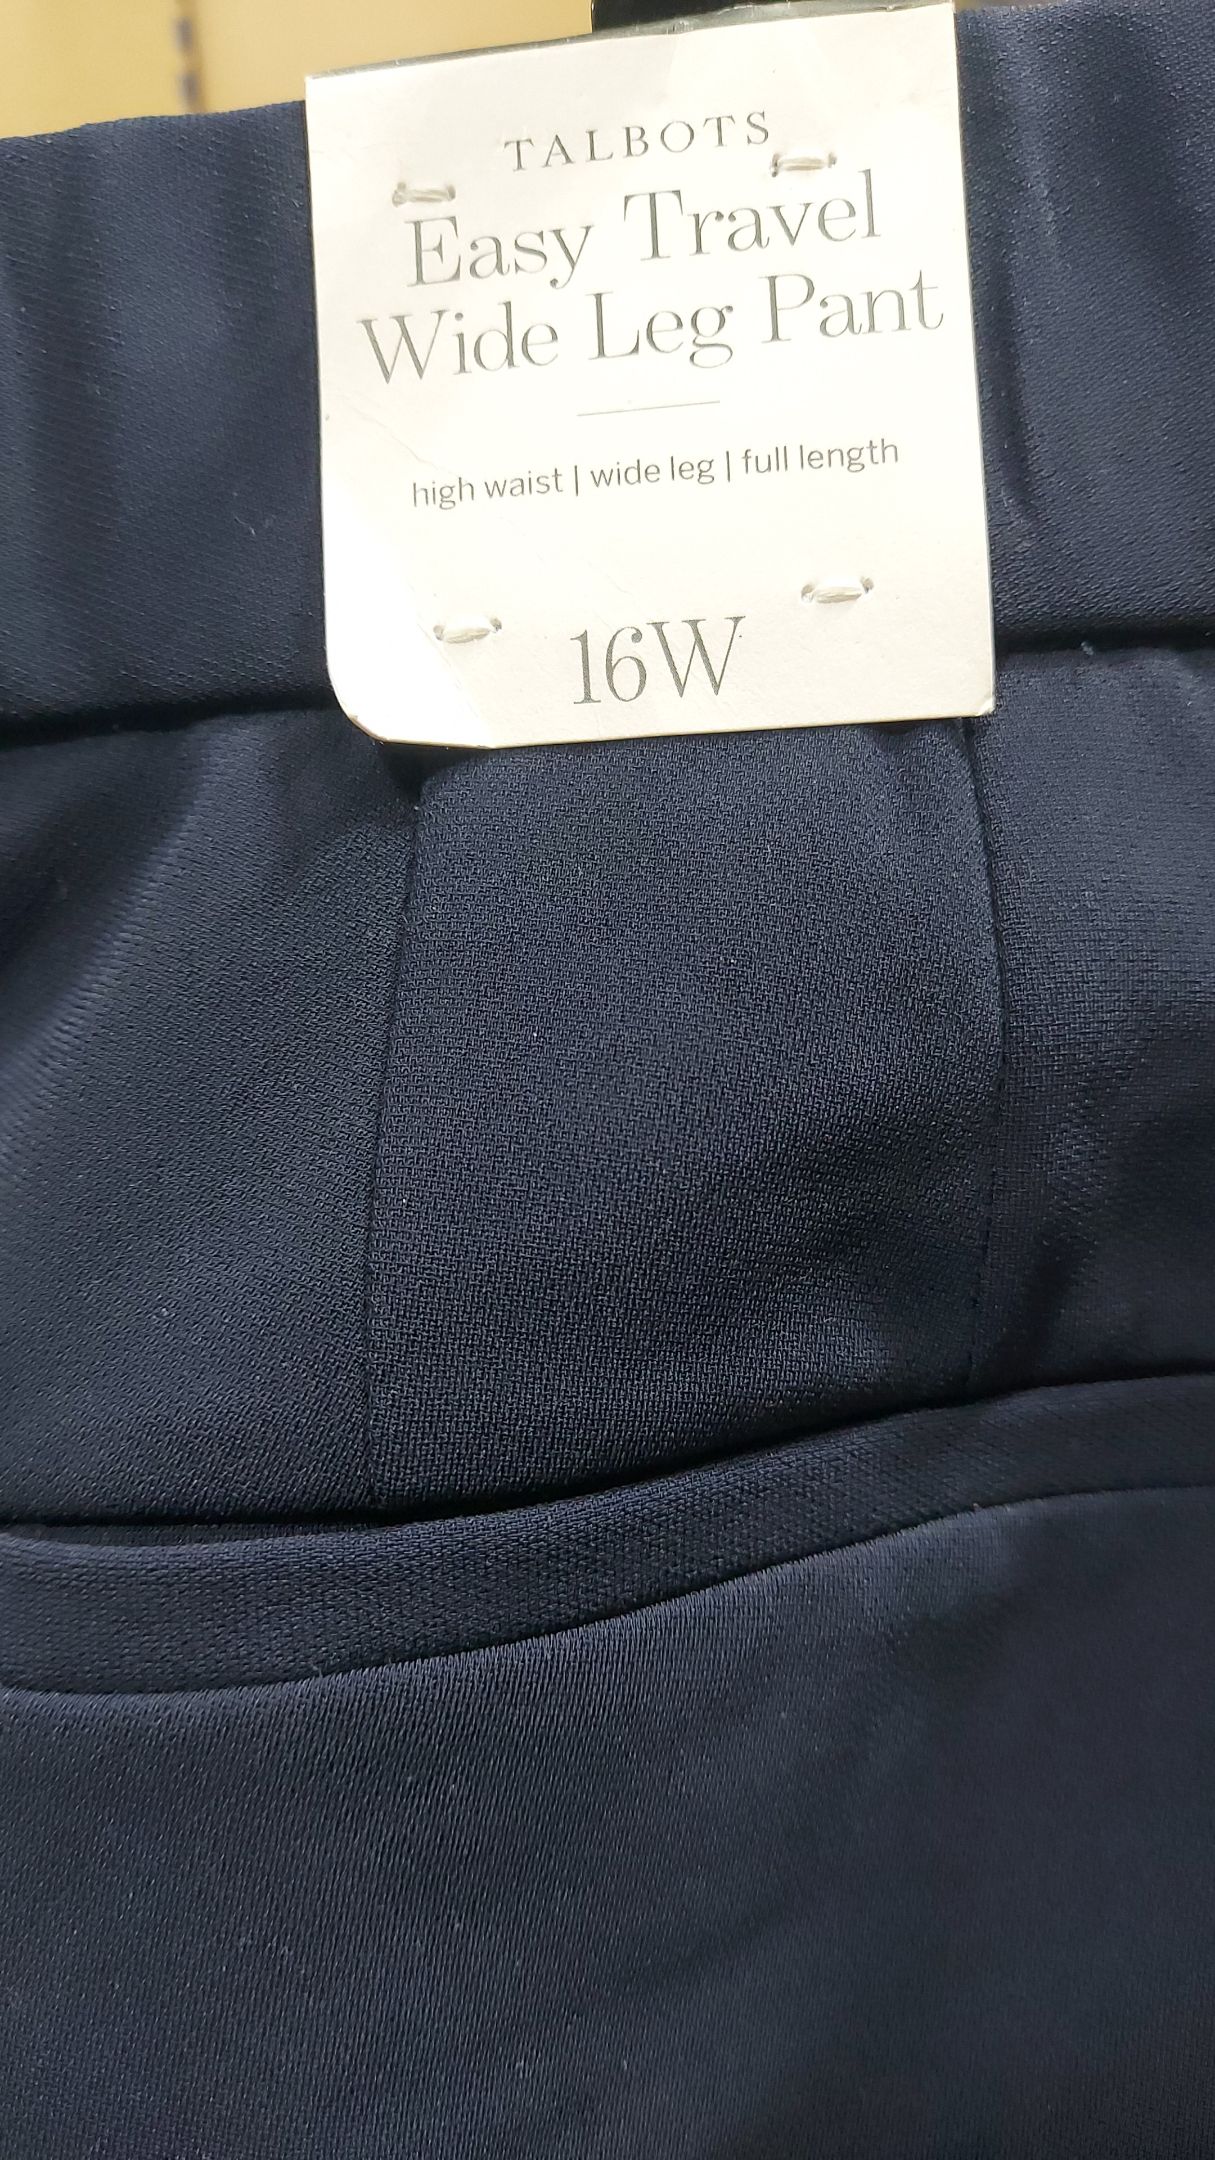 TALBOTS
Easy Travel
Wide Leg Pant
high waist | wide leg | full length
16W